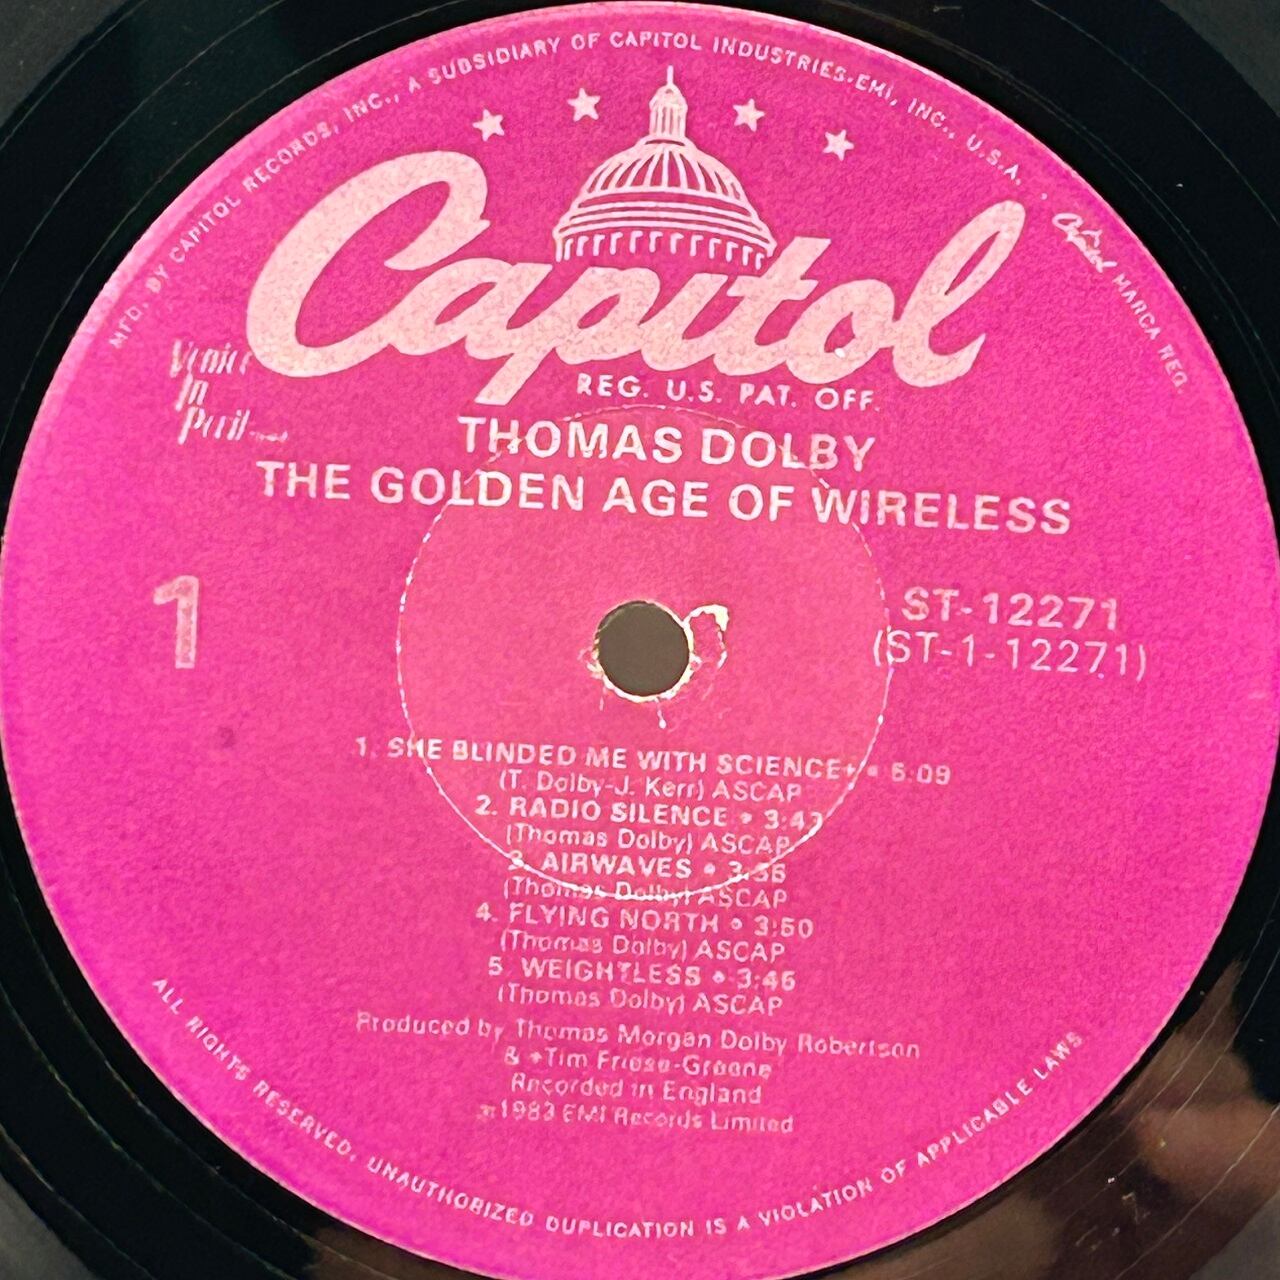 MFD. BY CAPITOL RECORDS, INC., A SUBSIDIARY OF CAPITOL INDUSTRIES-EMI, INC., U.S.A. . Capitol MARCA REG.
Capitol
REG. U.S. PAT. OFF.
Venice
In
Peril
THOMAS DOLBY
THE GOLDEN AGE OF WIRELESS
1
ST-12271
(ST-1-12271)
1. SHE BLINDED ME WITH SCIENCE+ • 5:09
(T. Dolby-J. Kerr) ASCAP
2. RADIO SILENCE • 3:43
(Thomas Dolby) ASCAP
3. AIRWAVES • 3:36
(Thomas Dolby) ASCAP
4. FLYING NORTH • 3:50
(Thomas Dolby) ASCAP
5. WEIGHTLESS • 3:46
(Thomas Dolby) ASCAP
Produced by Thomas Morgan Dolby Robertson
& +Tim Friese-Greene
Recorded in England
℗1983 EMI Records Limited
ALL RIGHTS RESERVED. UNAUTHORIZED DUPLICATION IS A VIOLATION OF APPLICABLE LAWS